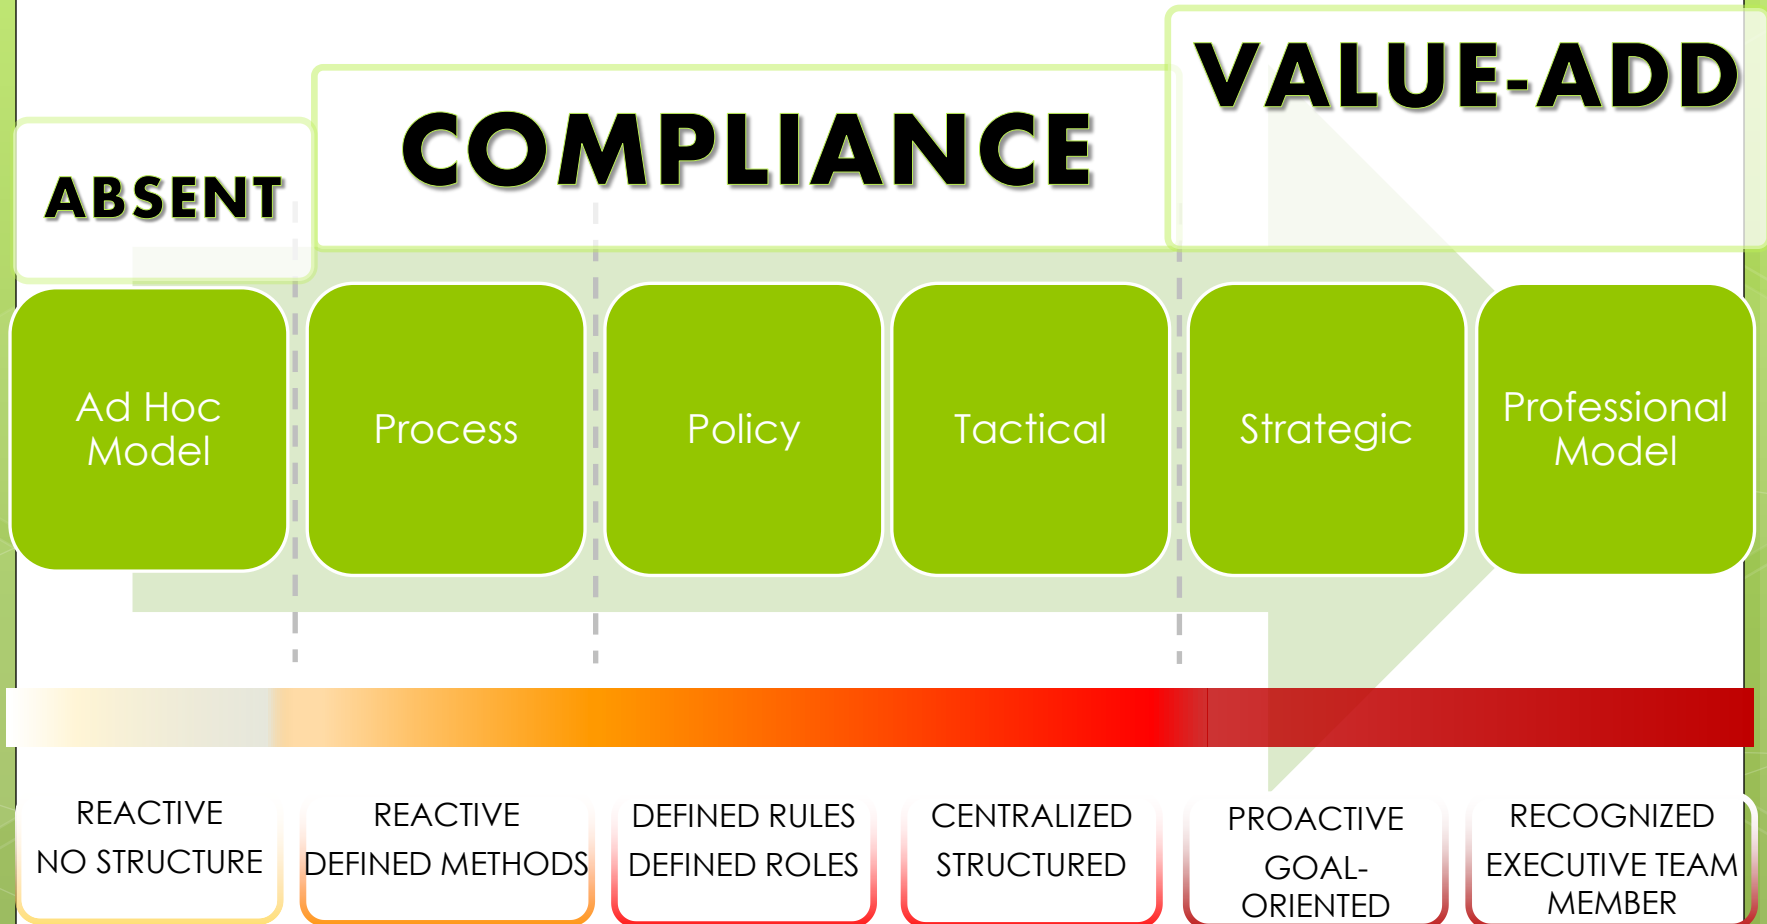 ABSENT
COMPLIANCE
VALUE-ADD
Ad Hoc
Model
Process
Policy
Tactical
Strategic
Professional
Model
REACTIVE
NO STRUCTURE
REACTIVE
DEFINED METHODS
DEFINED RULES
DEFINED ROLES
CENTRALIZED
STRUCTURED
PROACTIVE
GOAL-
ORIENTED
RECOGNIZED
EXECUTIVE TEAM
MEMBER